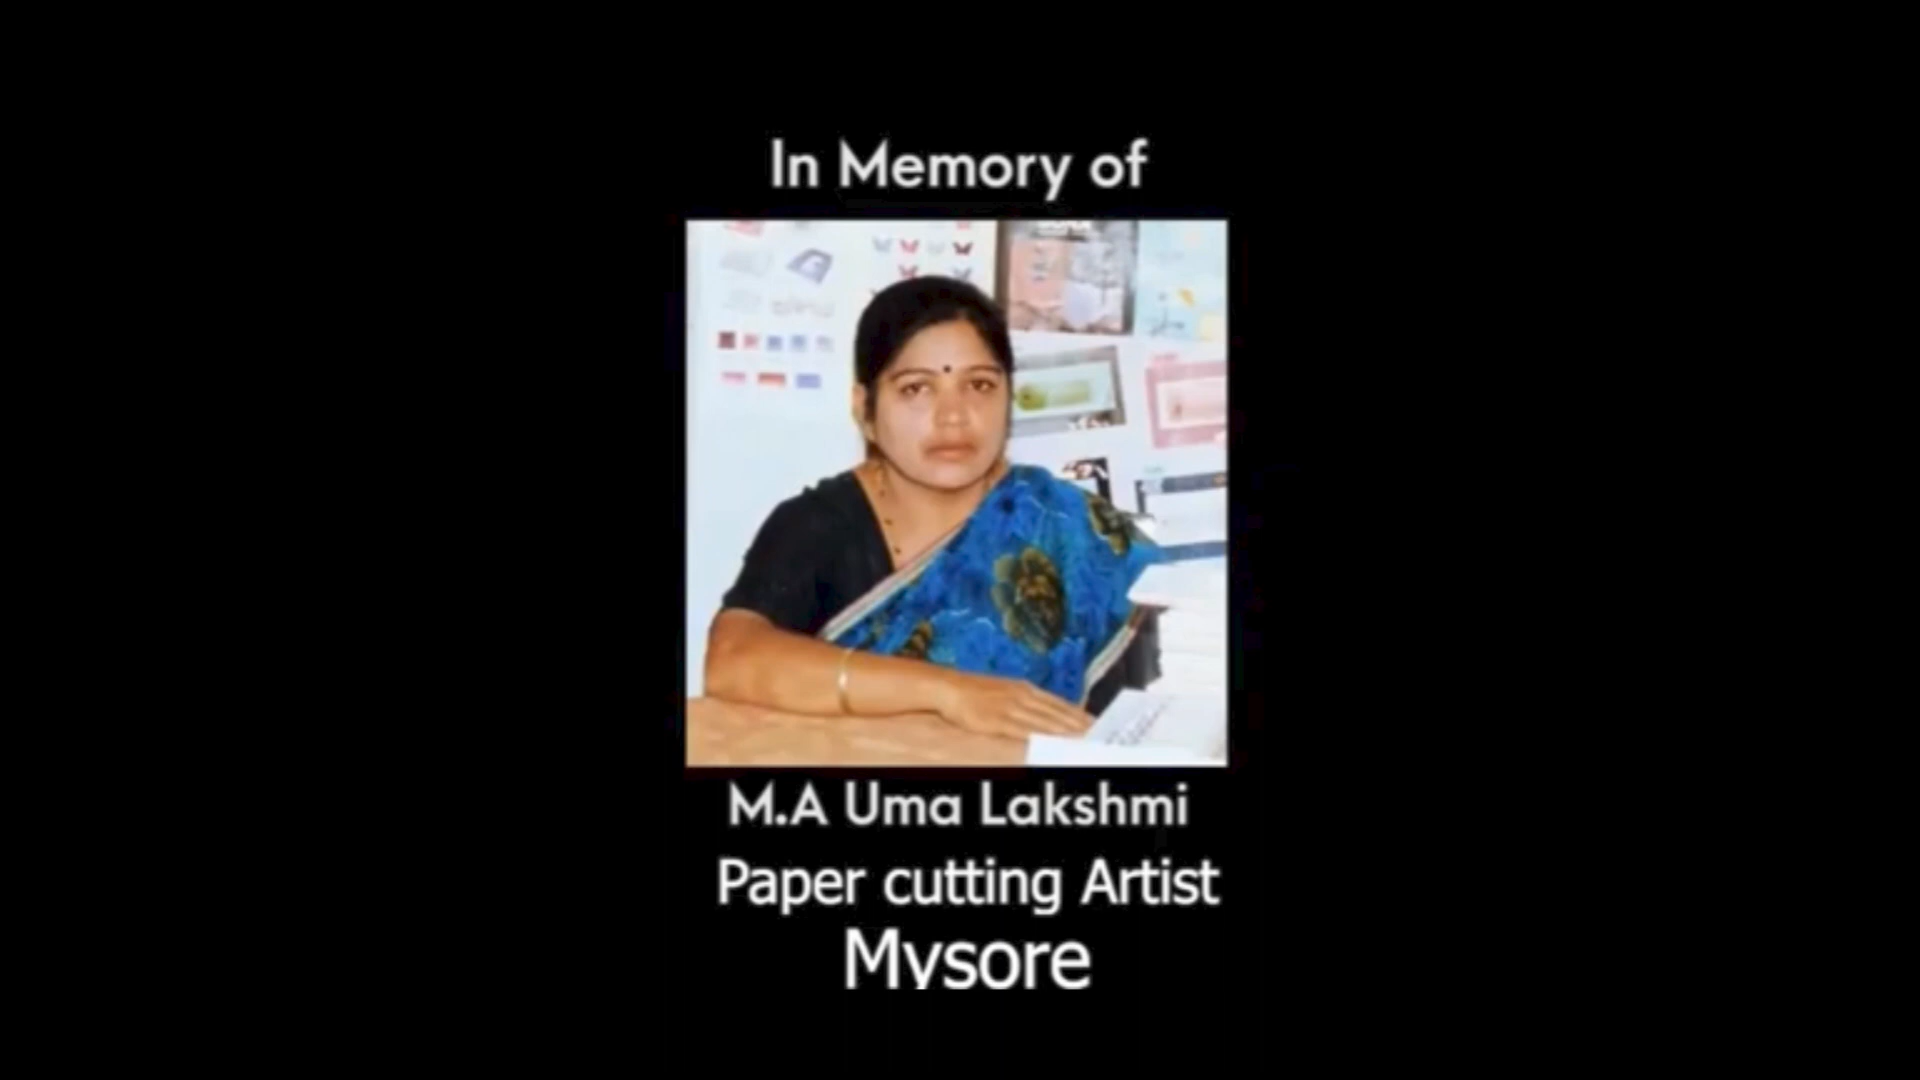 In Memory of
M.A Uma Lakshmi
Paper cutting Artist
Mysore